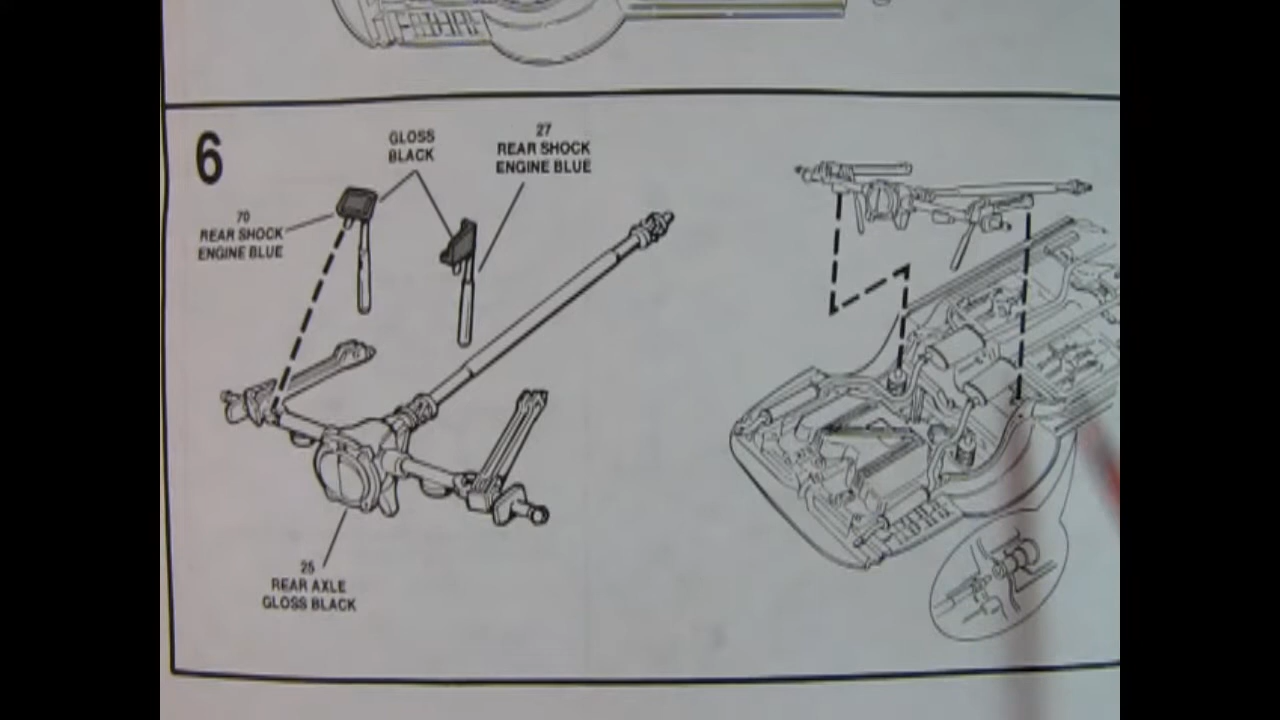 6
GLOSS
BLACK
27
REAR SHOCK
ENGINE BLUE
70
REAR SHOCK
ENGINE BLUE
25
REAR AXLE
GLOSS BLACK